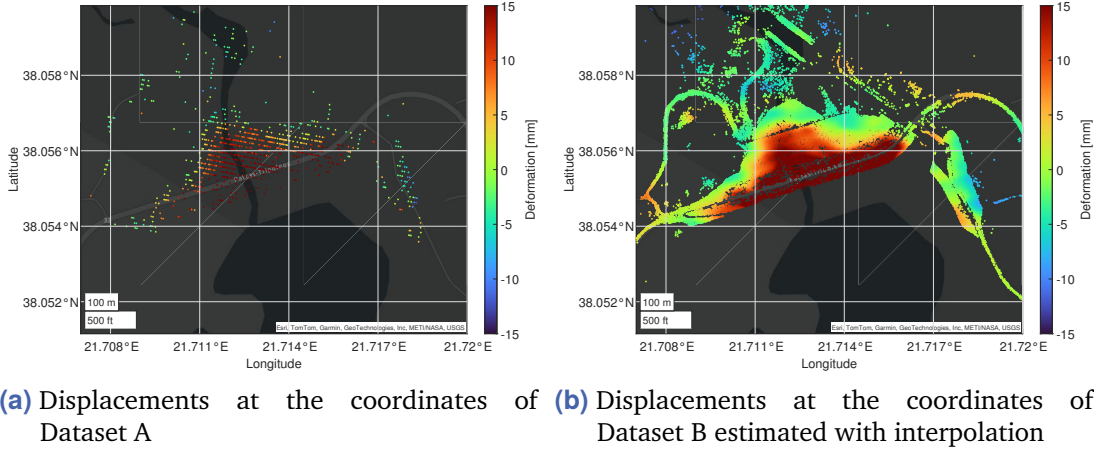 15
10
5
0
-5
-10
-15
Deformation [mm]
38.058°N
38.056°N
38.054°N
38.052°N
Latitude
100 m
500 ft
Esri, TomTom, Garmin, GeoTechnologies, Inc, METI/NASA, USGS
21.708°E 21.711°E 21.714°E 21.717°E 21.72°E
Longitude
(a) Displacements at the coordinates of
Dataset A
15
10
5
0
-5
-10
-15
Deformation [mm]
38.058°N
38.056°N
38.054°N
38.052°N
Latitude
100 m
500 ft
Esri, TomTom, Garmin, GeoTechnologies, Inc, METI/NASA, USGS
21.708°E 21.711°E 21.714°E 21.717°E 21.72°E
Longitude
(b) Displacements at the coordinates of
Dataset B estimated with interpolation